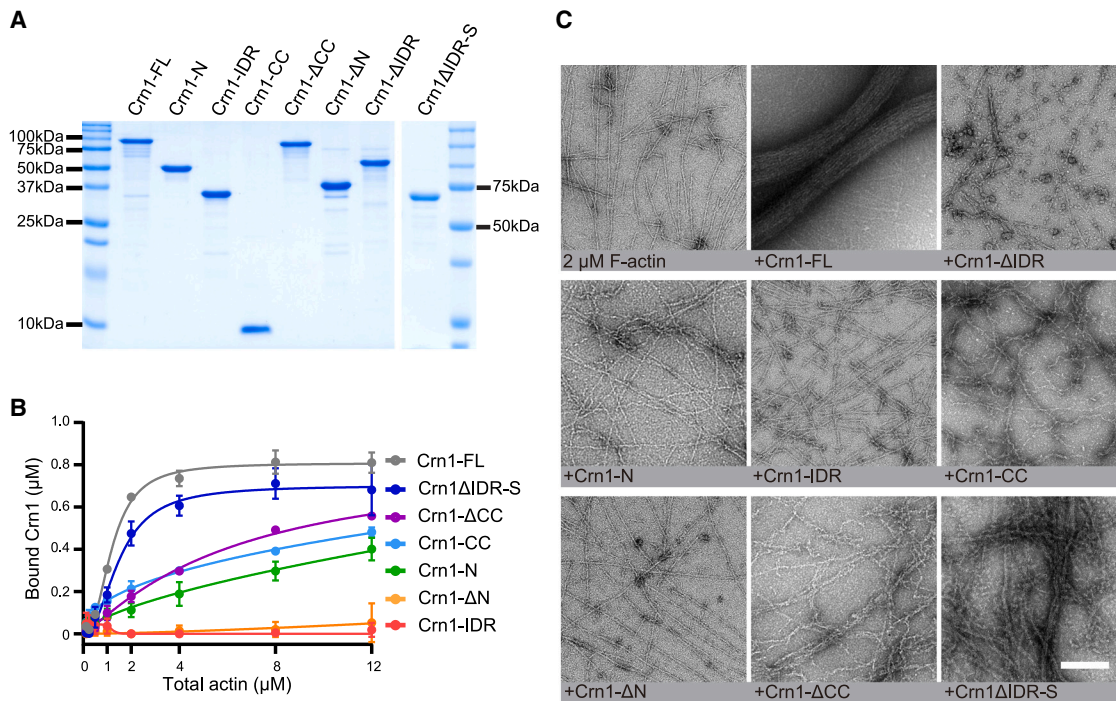 A
Crn1-FL
Crn1-N
Crn1-IDR
Crn1-CC
Crn1-ΔCC
Crn1-ΔN
Crn1-ΔIDR
Crn1ΔIDR-S
100kDa
75kDa
50kDa
37kDa
25kDa
10kDa
75kDa
50kDa
B
Bound Crn1 (μM)
1.0
0.8
0.6
0.4
0.2
0
0 1 2 4 8 12
Total actin (μM)
Crn1-FL
Crn1ΔIDR-S
Crn1-ΔCC
Crn1-CC
Crn1-N
Crn1-ΔN
Crn1-IDR
C
2 μM F-actin
+Crn1-FL
+Crn1-ΔIDR
+Crn1-N
+Crn1-IDR
+Crn1-CC
+Crn1-ΔN
+Crn1-ΔCC
+Crn1ΔIDR-S